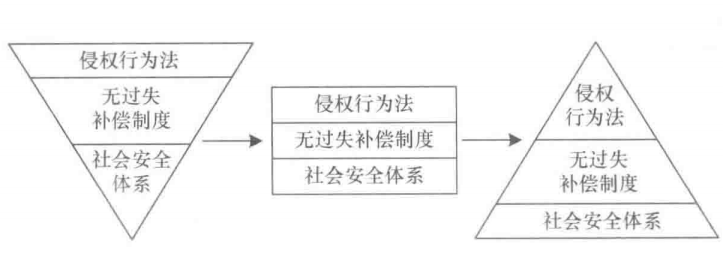 侵权行为法
无过失
补偿制度
社会安全
体系
侵权行为法
无过失补偿制度
社会安全体系
侵权
行为法
无过失
补偿制度
社会安全体系